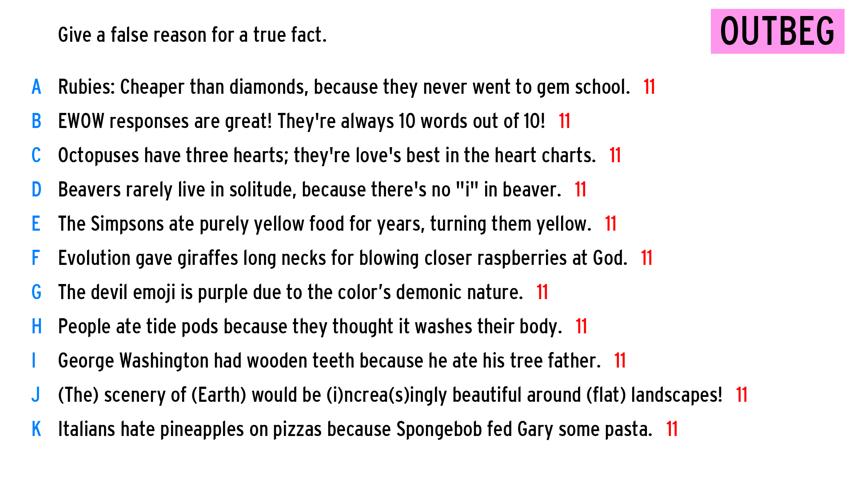 Give a false reason for a true fact.
OUTBEG
A Rubies: Cheaper than diamonds, because they never went to gem school. 11
B EWOW responses are great! They're always 10 words out of 10! 11
C Octopuses have three hearts; they're love's best in the heart charts. 11
D Beavers rarely live in solitude, because there's no "i" in beaver. 11
E The Simpsons ate purely yellow food for years, turning them yellow. 11
F Evolution gave giraffes long necks for blowing closer raspberries at God. 11
G The devil emoji is purple due to the color’s demonic nature. 11
H People ate tide pods because they thought it washes their body. 11
I George Washington had wooden teeth because he ate his tree father. 11
J (The) scenery of (Earth) would be (i)ncrea(s)ingly beautiful around (flat) landscapes! 11
K Italians hate pineapples on pizzas because Spongebob fed Gary some pasta. 11